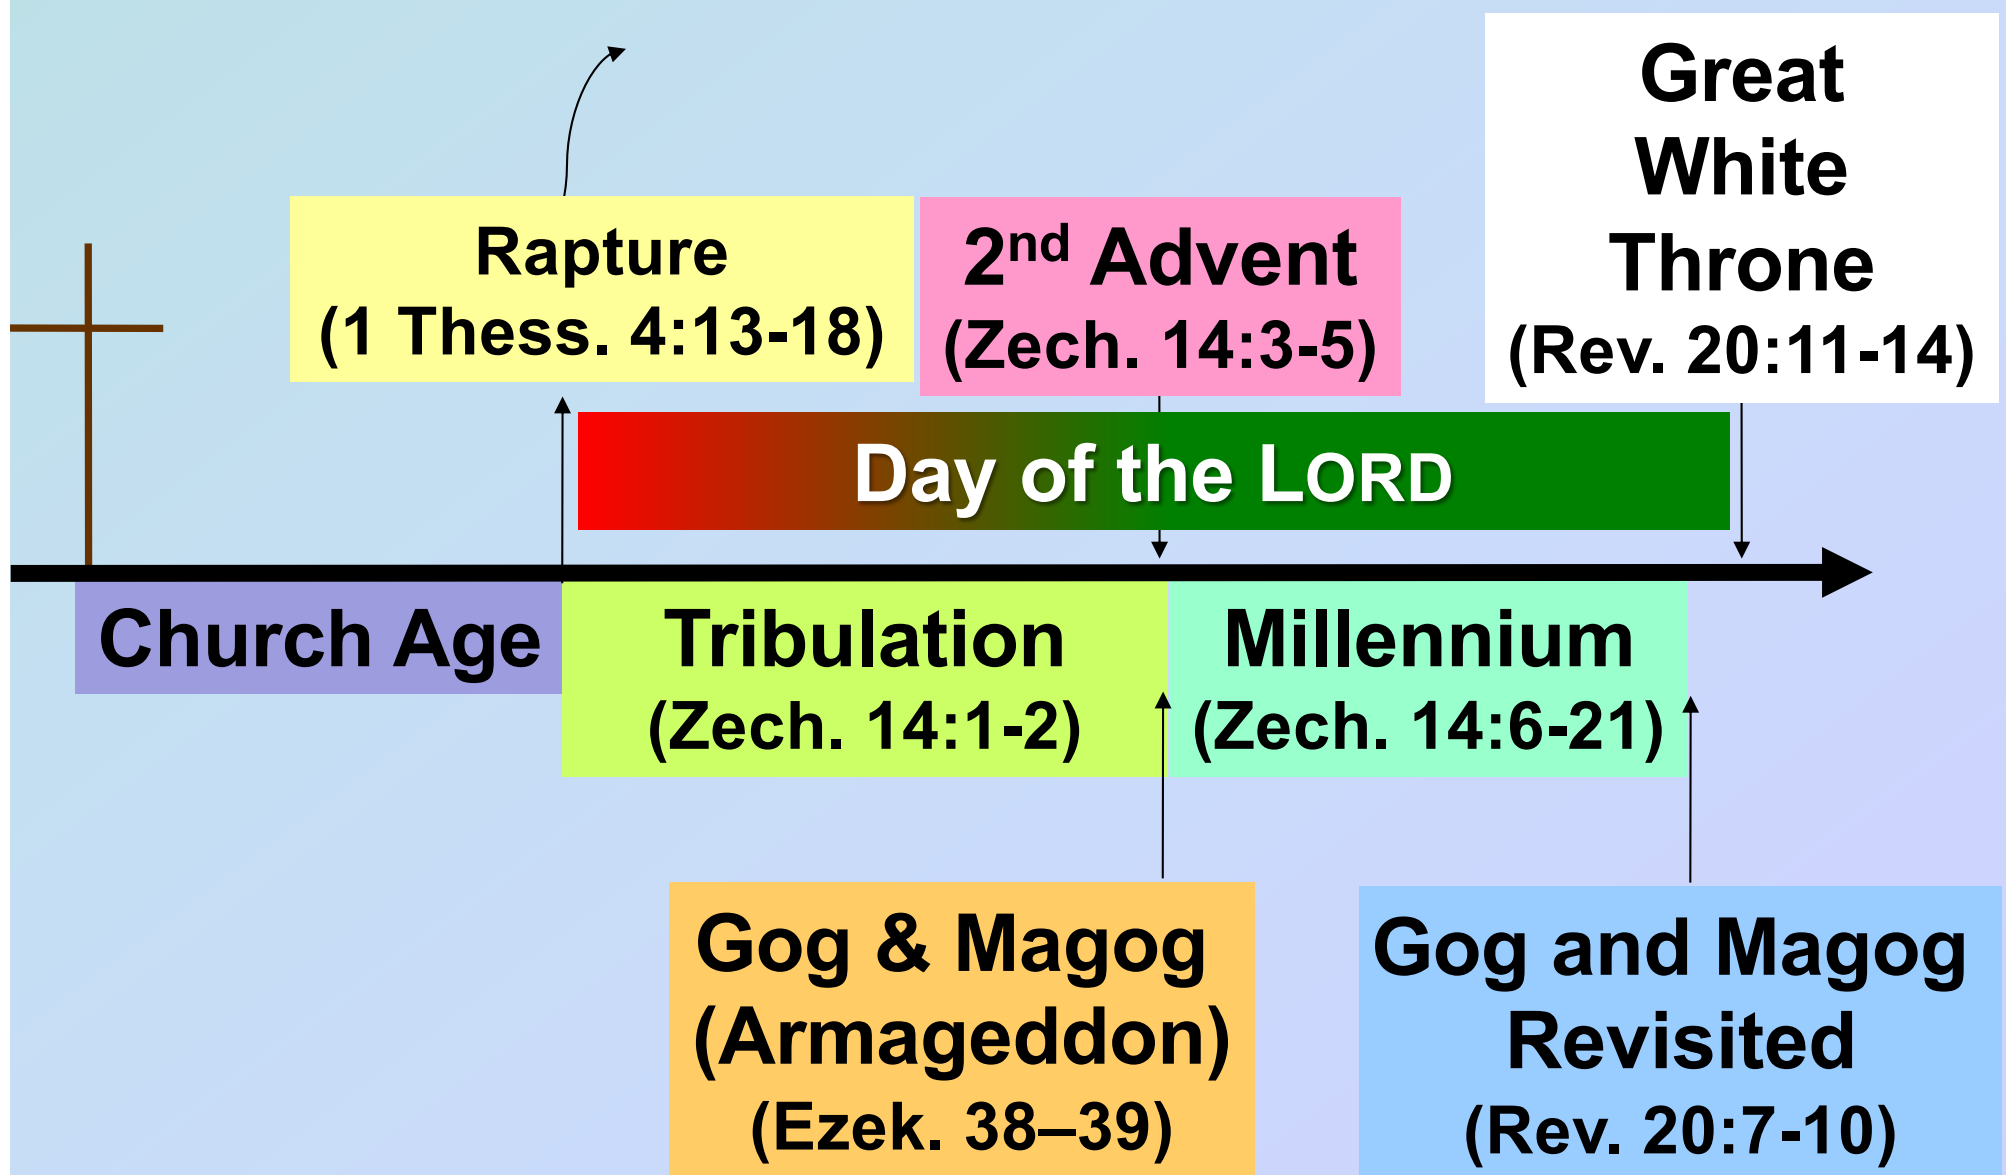 Great
White
Throne
(Rev. 20:11-14)
Rapture
(1 Thess. 4:13-18)
2nd Advent
(Zech. 14:3-5)
Day of the LORD
Church Age
Tribulation
(Zech. 14:1-2)
Millennium
(Zech. 14:6-21)
Gog & Magog
(Armageddon)
(Ezek. 38–39)
Gog and Magog
Revisited
(Rev. 20:7-10)